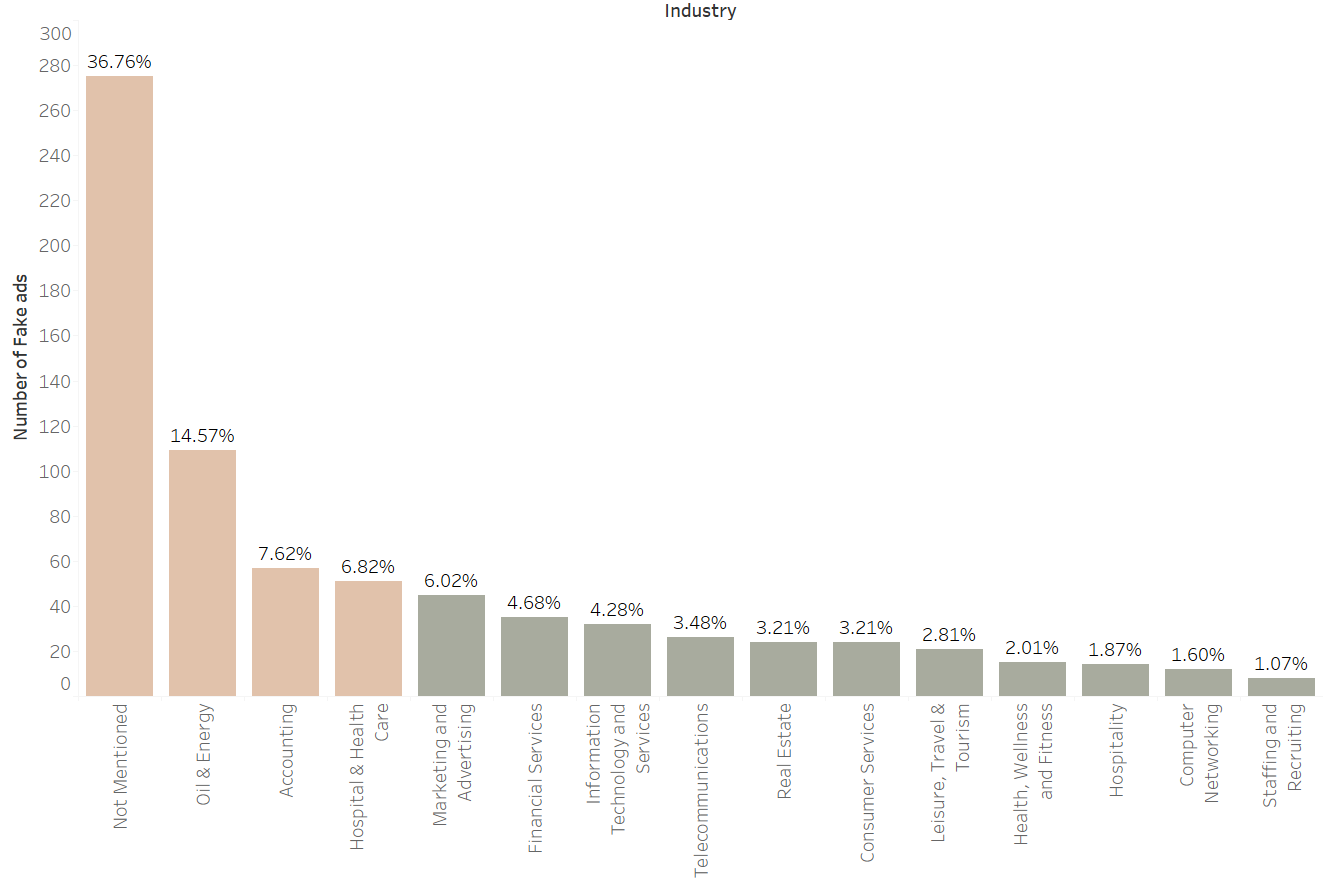 Industry
Number of Fake ads
300
280
260
240
220
200
180
160
140
120
100
80
60
40
20
0
36.76%
14.57%
7.62%
6.82%
6.02%
4.68%
4.28%
3.48%
3.21%
3.21%
2.81%
2.01%
1.87%
1.60%
1.07%
Not Mentioned
Oil & Energy
Accounting
Hospital & Health
Care
Marketing and
Advertising
Financial Services
Information
Technology and
Services
Telecommunications
Real Estate
Consumer Services
Leisure, Travel &
Tourism
Health, Wellness
and Fitness
Hospitality
Computer
Networking
Staffing and
Recruiting